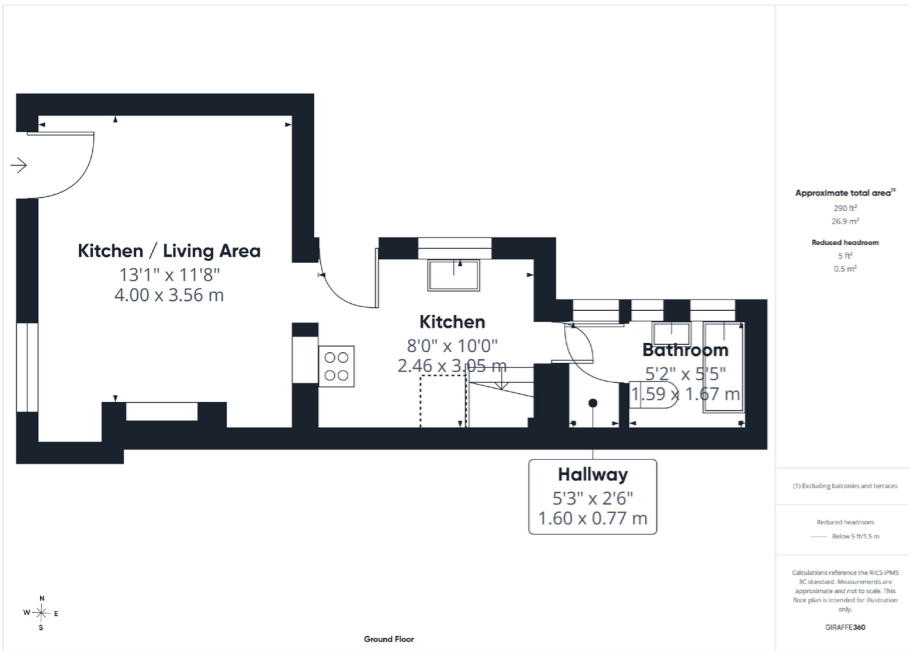 Kitchen / Living Area
13'1" x 11'8"
4.00 x 3.56 m
Kitchen
8'0" x 10'0"
2.46 x 3.05 m
Bathroom
5'2" x 5'5"
1.59 x 1.67 m
Hallway
5'3" x 2'6"
1.60 x 0.77 m
N
W E
S
Ground Floor
Approximate total area(1)
290 ft²
26.9 m²
Reduced headroom
5 ft²
0.5 m²
(1) Excluding balconies and terraces
Reduced headroom
Below 5 ft/1.5 m
Calculations reference the RICS IPMS
3C standard. Measurements are
approximate and not to scale. This
floor plan is intended for illustration
only.
GIRAFFE360